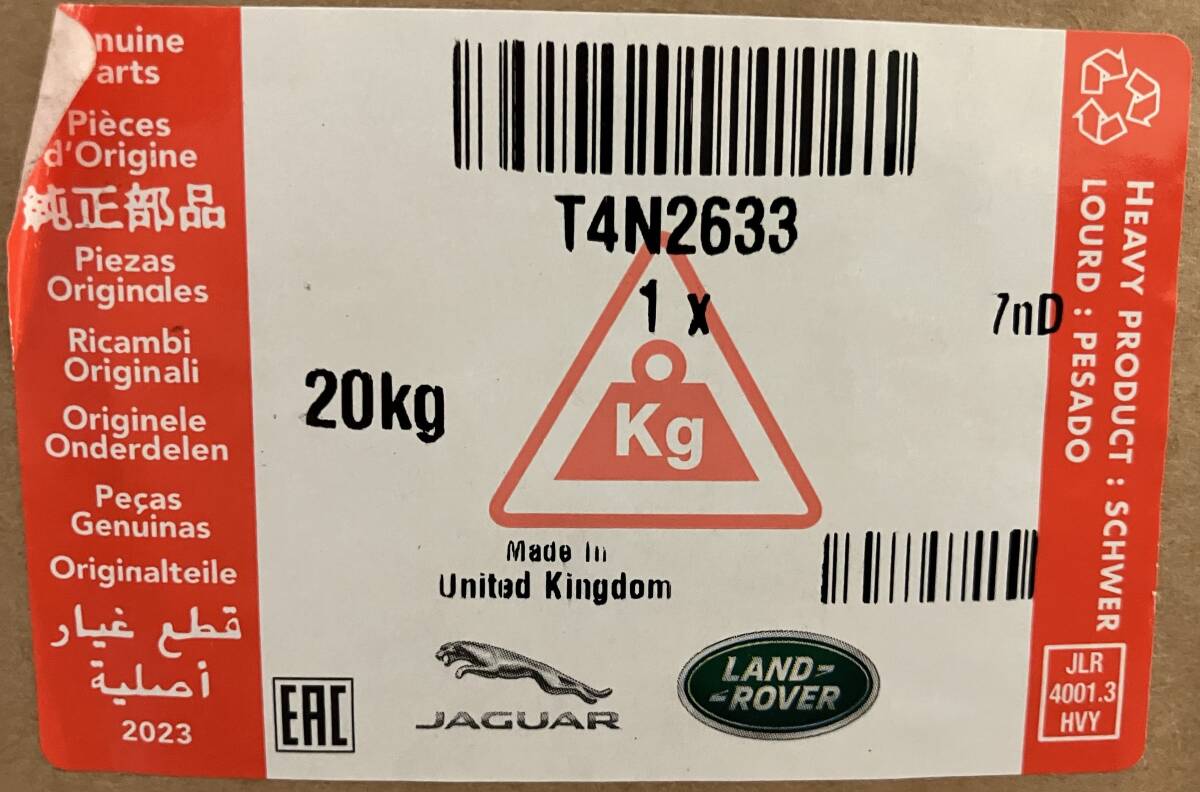 nuine
arts
Pièces
d'Origine
純正部品
Piezas
Originales
Ricambi
Originali
Originele
Onderdelen
Peças
Genuinas
Originalteile
قطع غيار
أصلية
2023
T4N2633
1 x
7nD
20kg
Kg
Made In
United Kingdom
EAC
JAGUAR
LAND-
-ROVER
HEAVY PRODUCT : SCHWER
LOURD : PESADO
JLR
4001.3
HVY